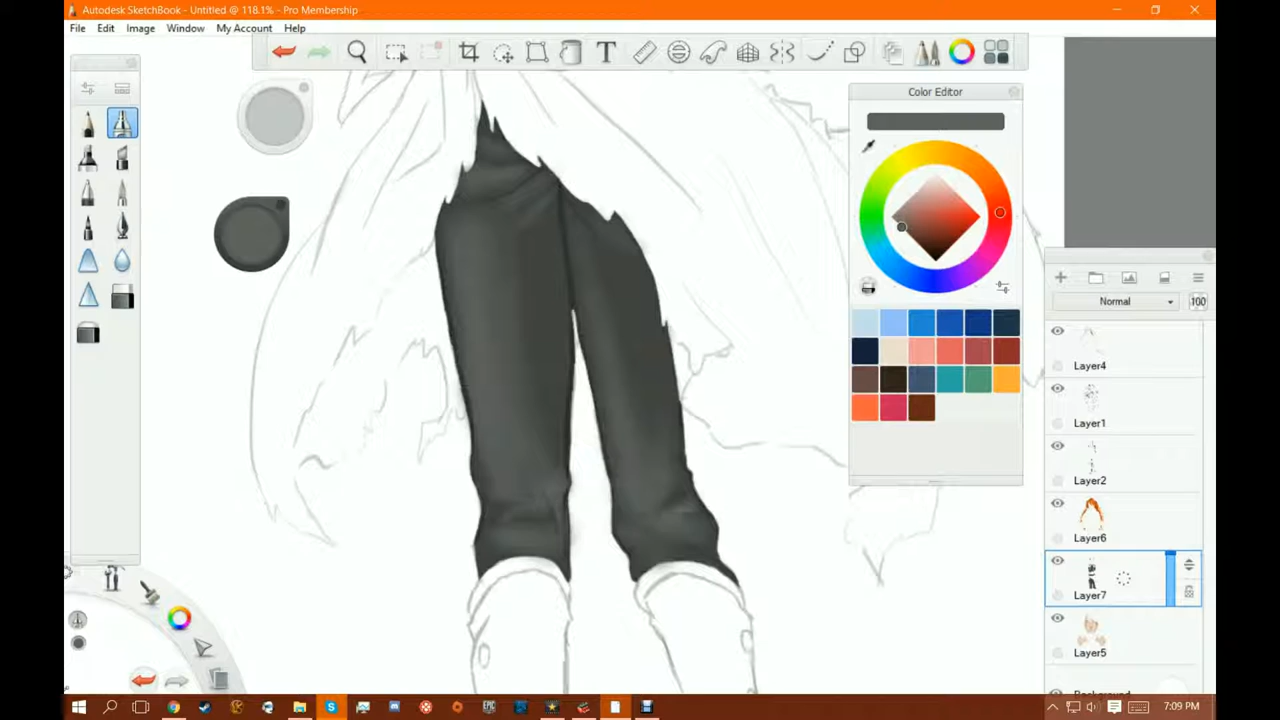 Autodesk SketchBook - Untitled @ 118.1% - Pro Membership
File Edit Image Window My Account Help
T
Color Editor
Normal 100
Layer4
Layer1
Layer2
Layer6
Layer7
Layer5
Background
7:09 PM